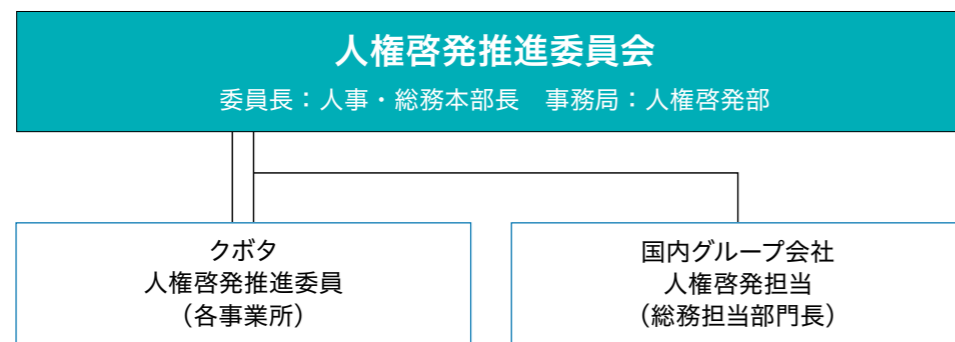 人権啓発推進委員会
委員長：人事・総務本部長　事務局：人権啓発部
クボタ
人権啓発推進委員
（各事業所）
国内グループ会社
人権啓発担当
（総務担当部門長）